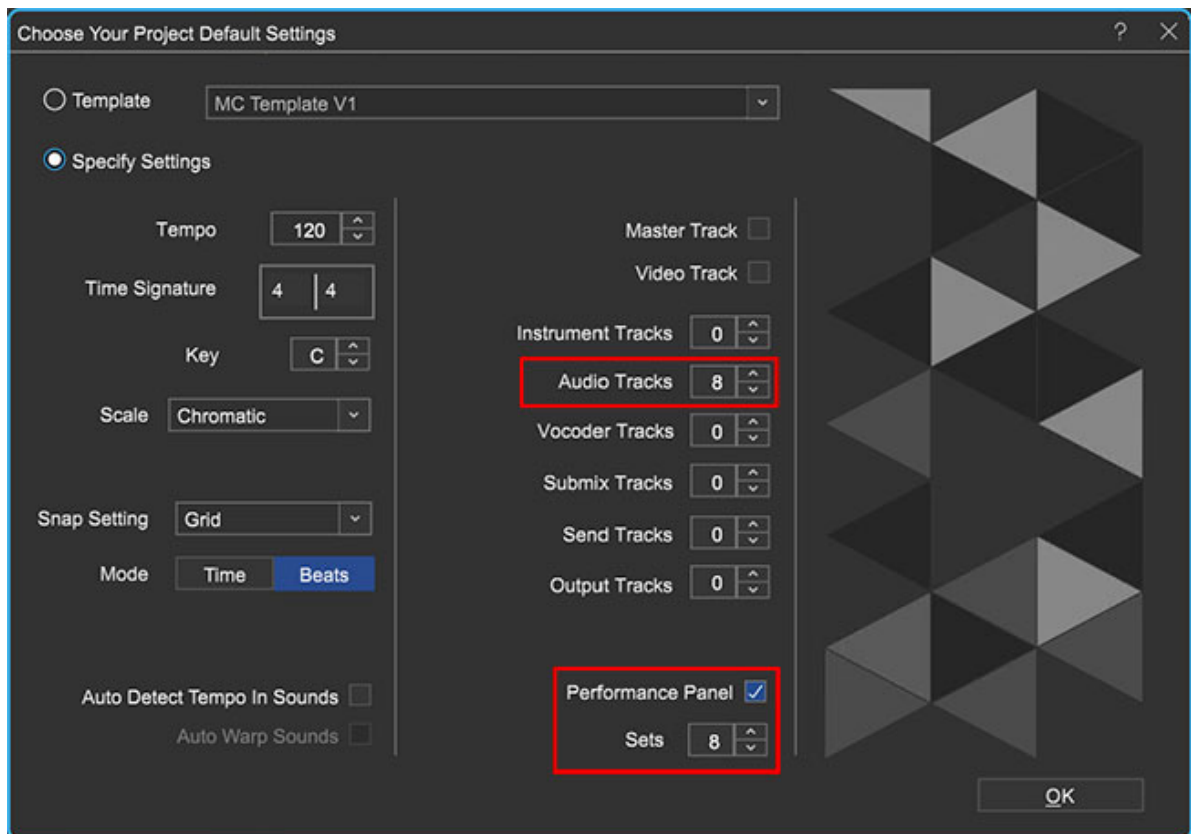 Choose Your Project Default Settings ?
Template MC Template V1
Specify Settings
Tempo 120
Time Signature 4 4
Key C
Scale Chromatic
Snap Setting Grid
Mode Time Beats
Auto Detect Tempo In Sounds
Auto Warp Sounds
Master Track
Video Track
Instrument Tracks 0
Audio Tracks 8
Vocoder Tracks 0
Submix Tracks 0
Send Tracks 0
Output Tracks 0
Performance Panel
Sets 8
OK